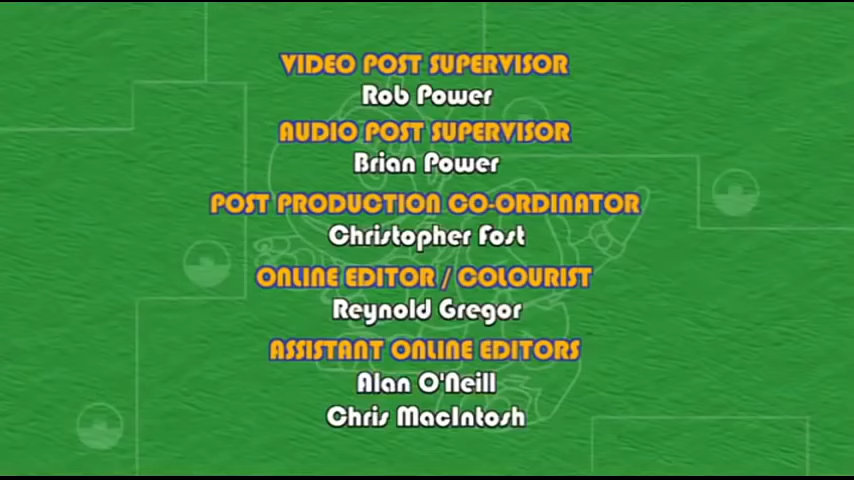 VIDEO POST SUPERVISOR
Rob Power
AUDIO POST SUPERVISOR
Brian Power
POST PRODUCTION CO-ORDINATOR
Christopher Fost
ONLINE EDITOR / COLOURIST
Reynold Gregor
ASSISTANT ONLINE EDITORS
Alan O'Neill
Chris MacIntosh